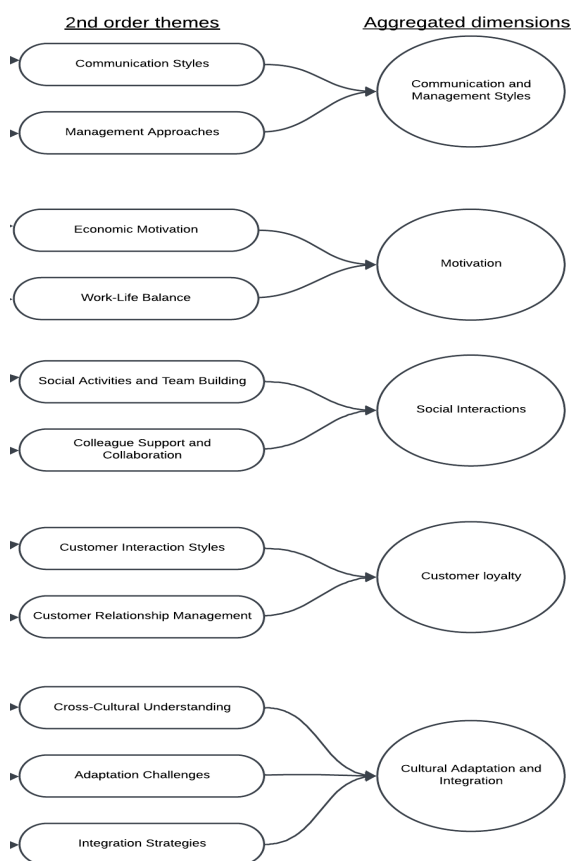 2nd order themes
Aggregated dimensions
Communication Styles
Management Approaches
Communication and
Management Styles
Economic Motivation
Work-Life Balance
Motivation
Social Activities and Team Building
Colleague Support and
Collaboration
Social Interactions
Customer Interaction Styles
Customer Relationship Management
Customer loyalty
Cross-Cultural Understanding
Adaptation Challenges
Integration Strategies
Cultural Adaptation and
Integration